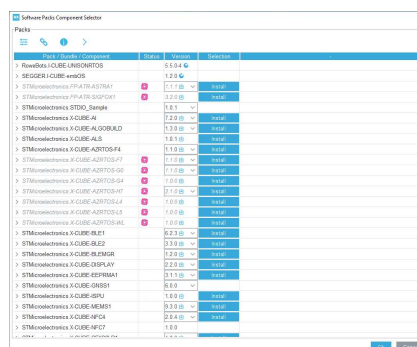 Software Packs Component Selector
Packs
Pack / Bundle / Component Status Version Selection
RoweBots.I-CUBE-UNISONRTOS 5.5.0-4
SEGGER.I-CUBE-embOS 1.2.0
STMicroelectronics.FP-ATR-ASTRA1 Install
STMicroelectronics.FP-ATR-SIGFOX1 3.2.0 Install
STMicroelectronics.STDIO_Sample 1.0.1
STMicroelectronics.X-CUBE-AI 7.2.0 Install
STMicroelectronics.X-CUBE-ALGOBUILD 1.3.0 Install
STMicroelectronics.X-CUBE-ALS 1.0.1 Install
STMicroelectronics.X-CUBE-AZRTOS-F4 1.1.0 Install
STMicroelectronics.X-CUBE-AZRTOS-F7 1.1.0 Install
STMicroelectronics.X-CUBE-AZRTOS-G0 1.1.0 Install
STMicroelectronics.X-CUBE-AZRTOS-G4 1.0.0 Install
STMicroelectronics.X-CUBE-AZRTOS-H7 2.1.0 Install
STMicroelectronics.X-CUBE-AZRTOS-L4 1.0.0 Install
STMicroelectronics.X-CUBE-AZRTOS-L5 1.0.0 Install
STMicroelectronics.X-CUBE-AZRTOS-WL 1.0.0 Install
STMicroelectronics.X-CUBE-BLE1 6.2.3 Install
STMicroelectronics.X-CUBE-BLE2 3.3.0 Install
STMicroelectronics.X-CUBE-BLEMGR 1.2.0 Install
STMicroelectronics.X-CUBE-DISPLAY 2.2.0 Install
STMicroelectronics.X-CUBE-EEPRMA1 3.1.1 Install
STMicroelectronics.X-CUBE-GNSS1 6.0.0
STMicroelectronics.X-CUBE-ISPU 1.0.0 Install
STMicroelectronics.X-CUBE-MEMS1 9.3.0 Install
STMicroelectronics.X-CUBE-NFC4 2.0.4 Install
STMicroelectronics.X-CUBE-NFC7 1.0.0